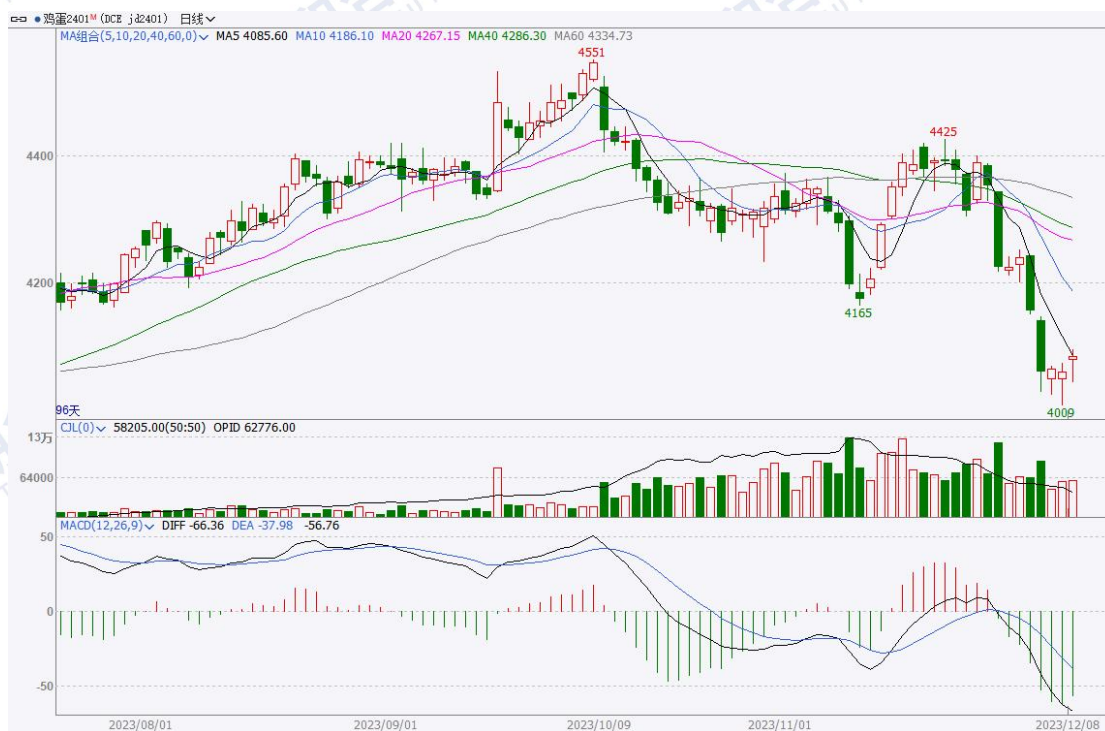 鸡蛋2401M (DCE jd2401) 日线
MA组合(5,10,20,40,60,0) MA5 4085.60 MA10 4186.10 MA20 4267.15 MA40 4286.30 MA60 4334.73
4551
4400
4425
4200
4165
96天
4009
CJL(0) 58205.00(50:50) OPID 62776.00
13万
64000
MACD(12,26,9) DIFF -66.36 DEA -37.98 -56.76
50
0
-50
2023/08/01 2023/09/01 2023/10/09 2023/11/01 2023/12/08